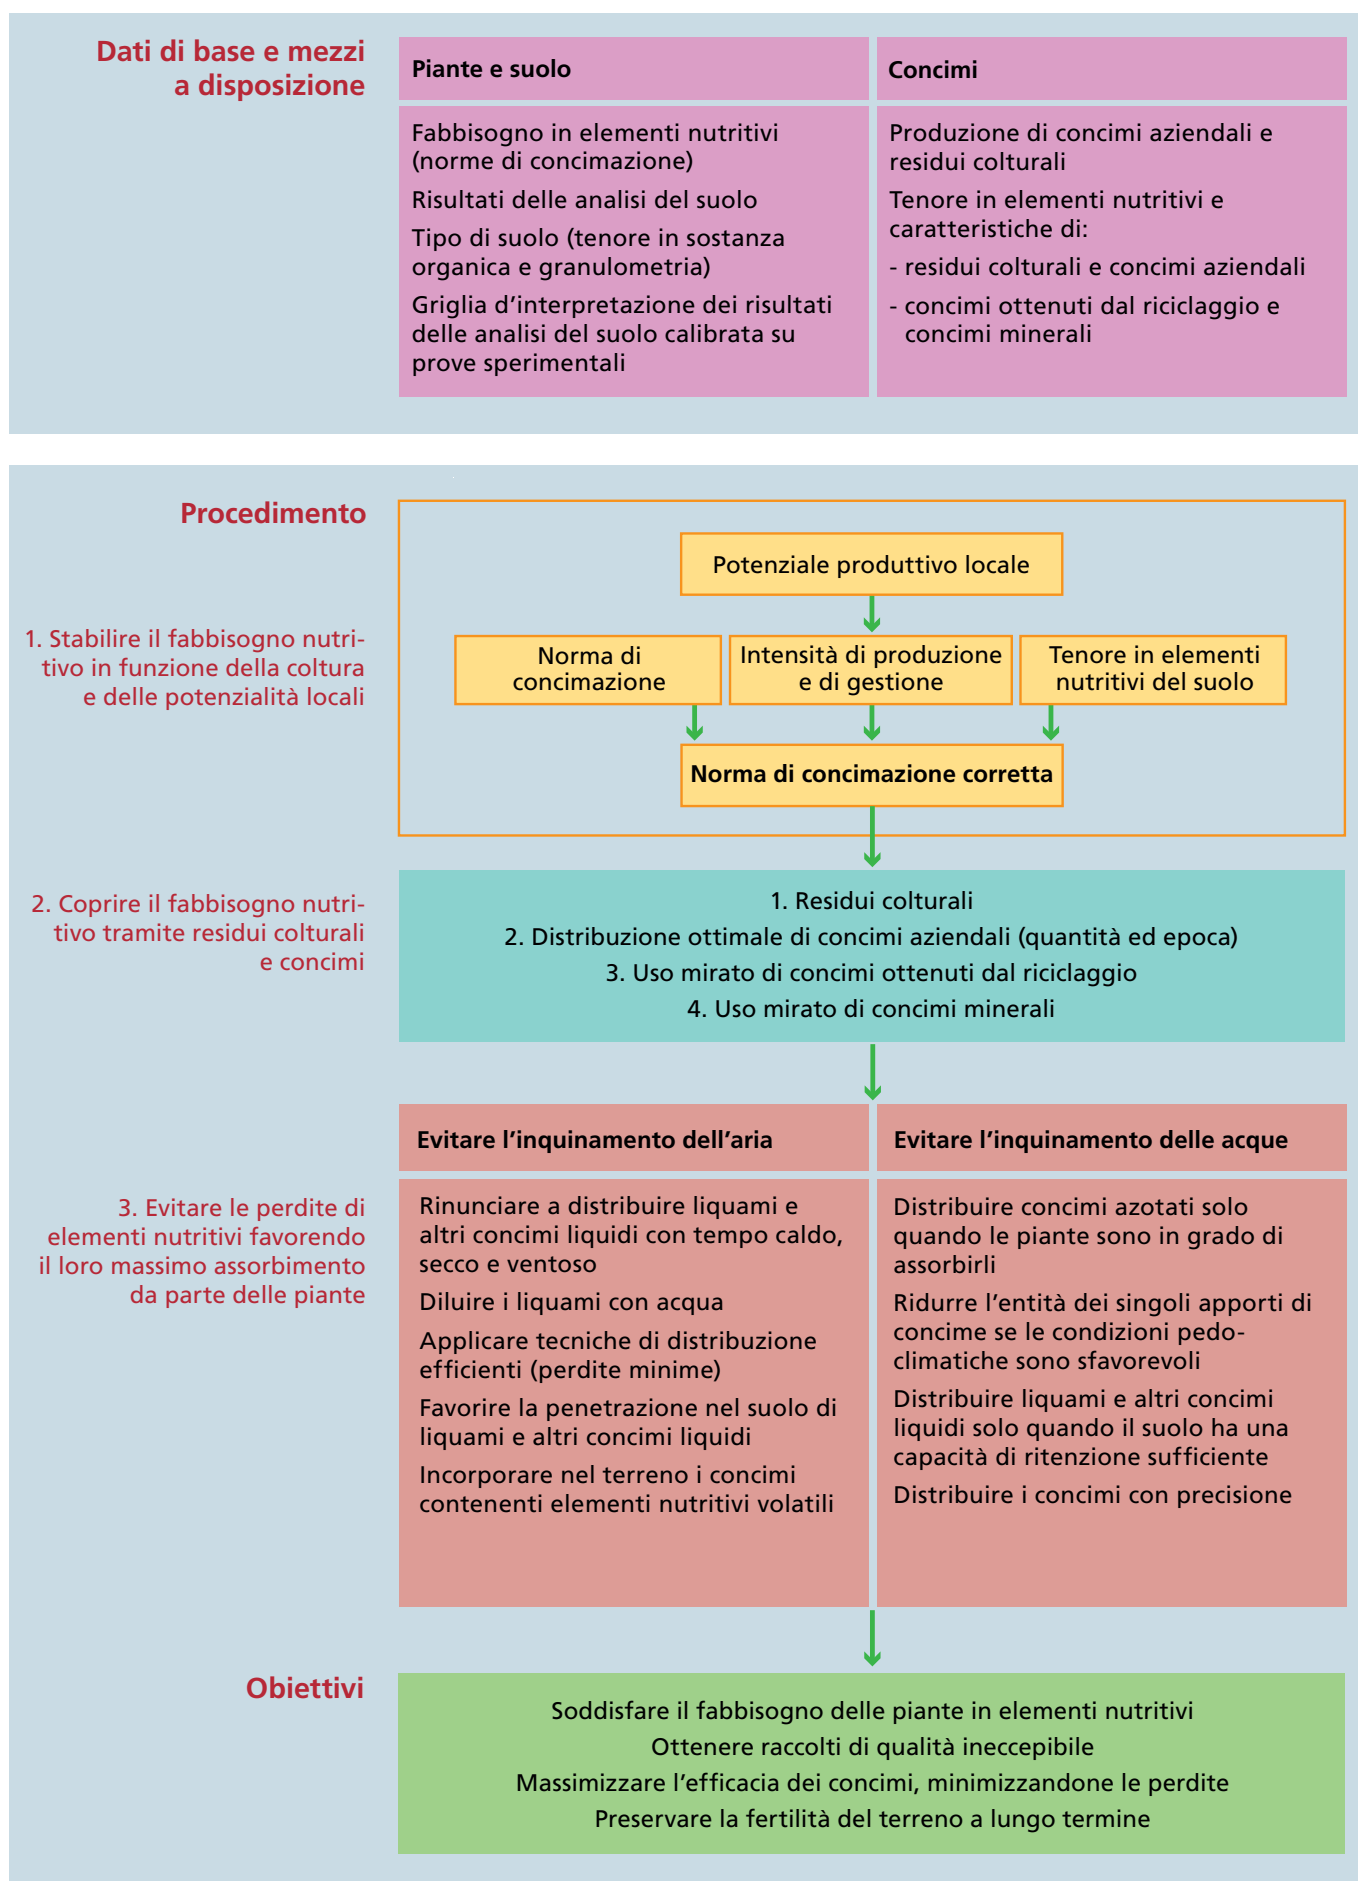 Dati di base e mezzi
a disposizione
Piante e suolo
Fabbisogno in elementi nutritivi
(norme di concimazione)
Risultati delle analisi del suolo
Tipo di suolo (tenore in sostanza
organica e granulometria)
Griglia d’interpretazione dei risultati
delle analisi del suolo calibrata su
prove sperimentali
Concimi
Produzione di concimi aziendali e
residui colturali
Tenore in elementi nutritivi e
caratteristiche di:
- residui colturali e concimi aziendali
- concimi ottenuti dal riciclaggio e
concimi minerali
Procedimento
1. Stabilire il fabbisogno nutri-
tivo in funzione della coltura
e delle potenzialità locali
Potenziale produttivo locale
Norma di
concimazione
Intensità di produzione
e di gestione
Tenore in elementi
nutritivi del suolo
Norma di concimazione corretta
2. Coprire il fabbisogno nutri-
tivo tramite residui colturali
e concimi
1. Residui colturali
2. Distribuzione ottimale di concimi aziendali (quantità ed epoca)
3. Uso mirato di concimi ottenuti dal riciclaggio
4. Uso mirato di concimi minerali
3. Evitare le perdite di
elementi nutritivi favorendo
il loro massimo assorbimento
da parte delle piante
Evitare l’inquinamento dell’aria
Rinunciare a distribuire liquami e
altri concimi liquidi con tempo caldo,
secco e ventoso
Diluire i liquami con acqua
Applicare tecniche di distribuzione
efficienti (perdite minime)
Favorire la penetrazione nel suolo di
liquami e altri concimi liquidi
Incorporare nel terreno i concimi
contenenti elementi nutritivi volatili
Evitare l’inquinamento delle acque
Distribuire concimi azotati solo
quando le piante sono in grado di
assorbirli
Ridurre l’entità dei singoli apporti di
concime se le condizioni pedo-
climatiche sono sfavorevoli
Distribuire liquami e altri concimi
liquidi solo quando il suolo ha una
capacità di ritenzione sufficiente
Distribuire i concimi con precisione
Obiettivi
Soddisfare il fabbisogno delle piante in elementi nutritivi
Ottenere raccolti di qualità ineccepibile
Massimizzare l’efficacia dei concimi, minimizzandone le perdite
Preservare la fertilità del terreno a lungo termine